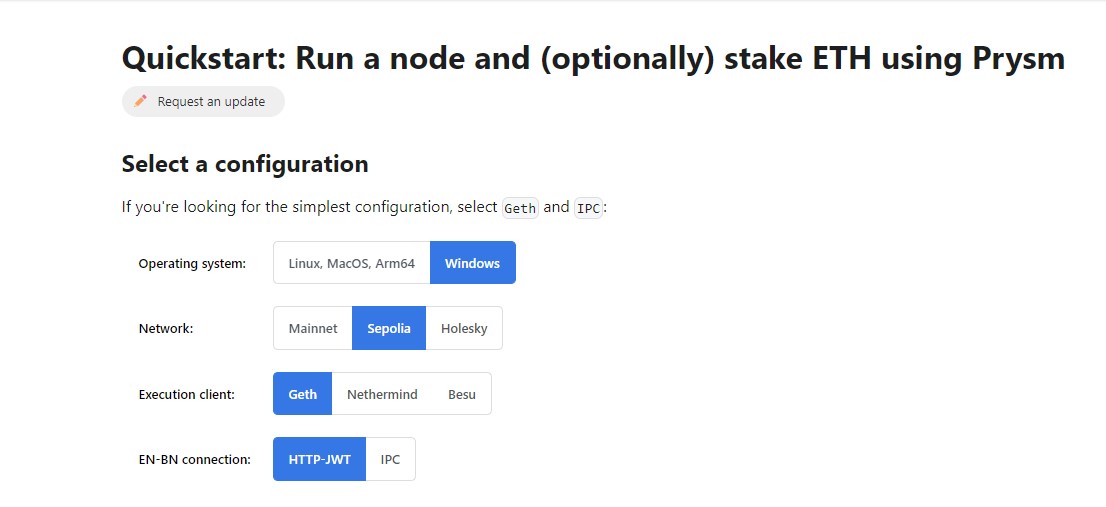 Quickstart: Run a node and (optionally) stake ETH using Prysm
Request an update
Select a configuration
If you're looking for the simplest configuration, select Geth and IPC:
Operating system: Linux, MacOS, Arm64 Windows
Network: Mainnet Sepolia Holesky
Execution client: Geth Nethermind Besu
EN-BN connection: HTTP-JWT IPC